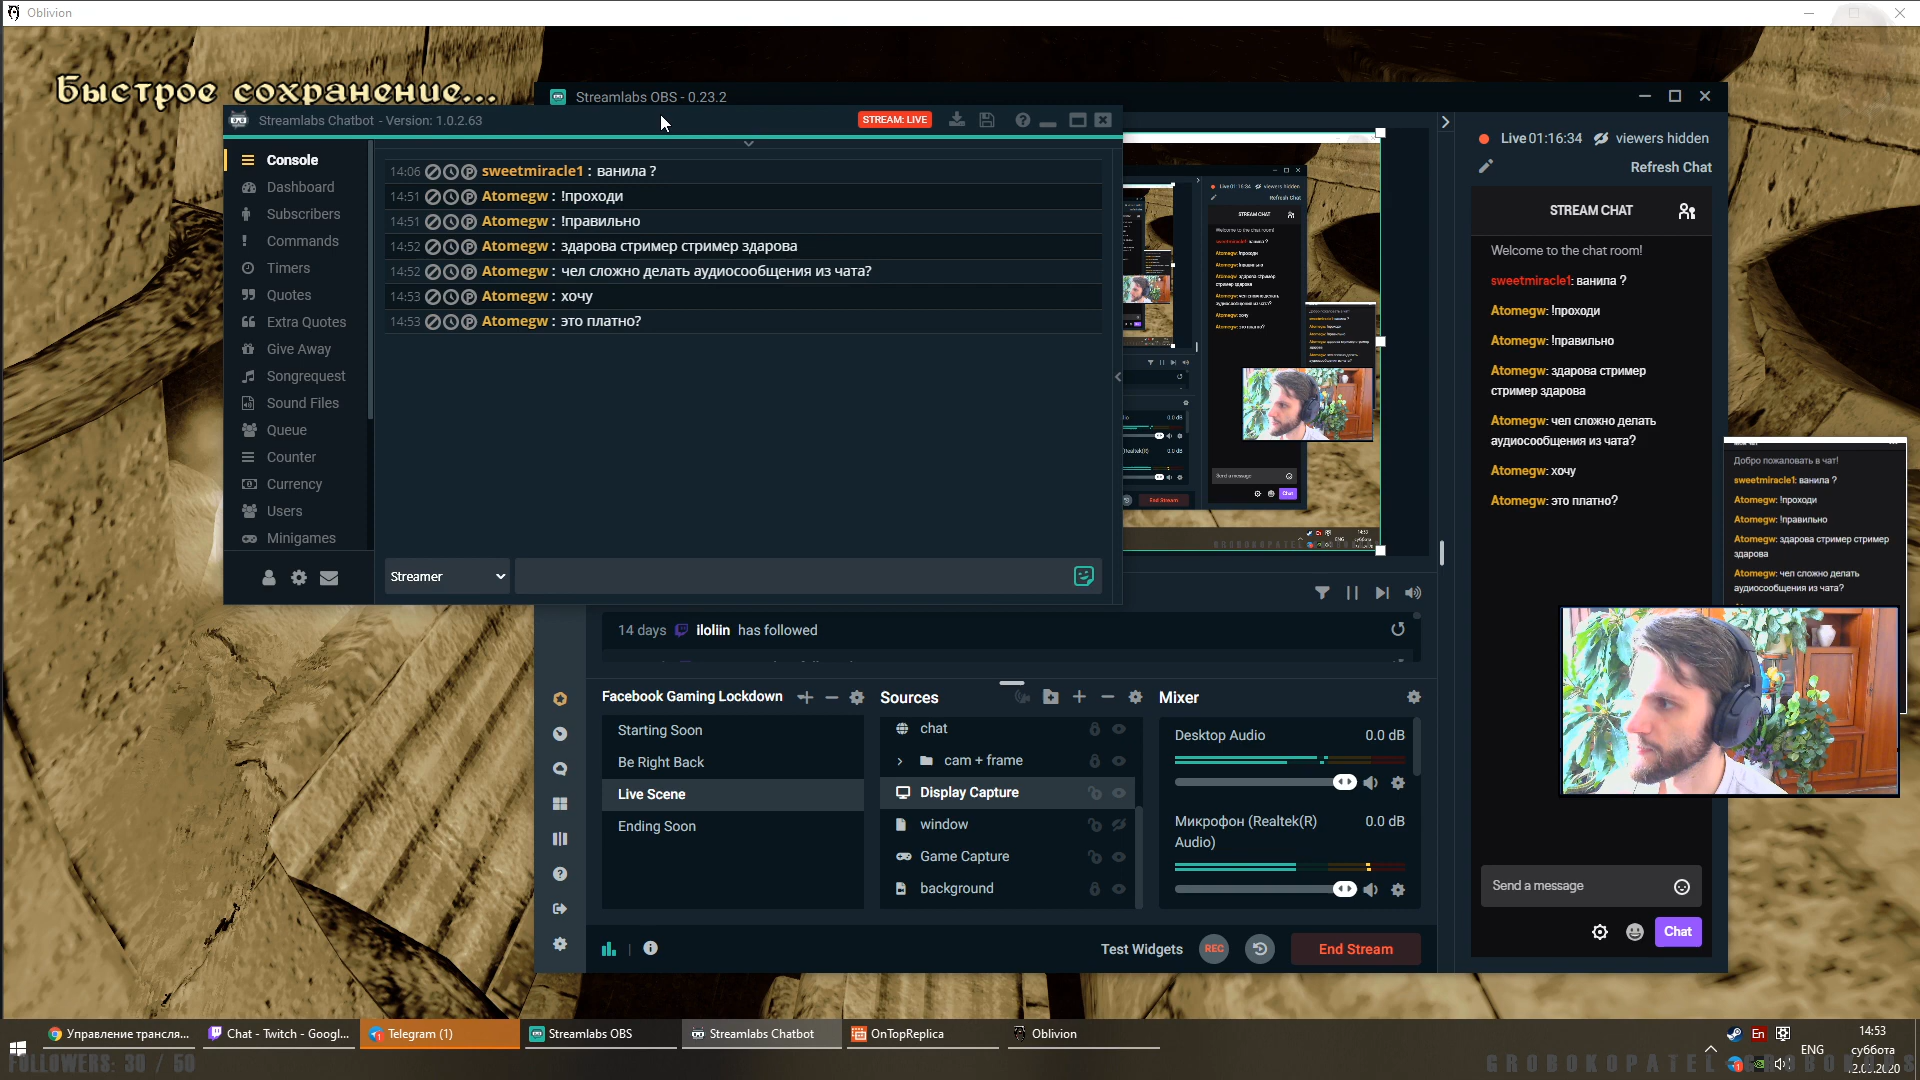 Oblivion
Быстрое сохранение...
Streamlabs OBS - 0.23.2
Streamlabs Chatbot - Version: 1.0.2.63
STREAM: LIVE
Console
Dashboard
Subscribers
Commands
Timers
Quotes
Extra Quotes
Give Away
Songrequest
Sound Files
Queue
Counter
Currency
Users
Minigames
14:06 sweetmiracle1 : ванила ?
14:51 Atomegw : !проходи
14:51 Atomegw : !правильно
14:52 Atomegw : здарова стример стример здарова
14:52 Atomegw : чел сложно делать аудиосообщения из чата?
14:53 Atomegw : хочу
14:53 Atomegw : это платно?
Streamer
Live 01:16:34 viewers hidden
Refresh Chat
STREAM CHAT
Welcome to the chat room!
sweetmiracle1: ванила ?
Atomegw: !проходи
Atomegw: !правильно
Atomegw: здарова стример
стример здарова
Atomegw: чел сложно делать
аудиосообщения из чата?
Atomegw: хочу
Atomegw: это платно?
Send a message
Chat
Добро пожаловать в чат!
sweetmiracle1: ванила ?
Atomegw: !проходи
Atomegw: !правильно
Atomegw: здарова стример стример
здарова
Atomegw: чел сложно делать
аудиосообщения из чата?
14 days iloliin has followed
Facebook Gaming Lockdown
Starting Soon
Be Right Back
Live Scene
Ending Soon
Sources
chat
cam + frame
Display Capture
window
Game Capture
background
Mixer
Desktop Audio 0.0 dB
Микрофон (Realtek(R) 0.0 dB
Audio)
Test Widgets
REC
End Stream
Управление трансля...
Chat - Twitch - Googl...
Telegram (1)
Streamlabs OBS
Streamlabs Chatbot
OnTopReplica
Oblivion
En
ENG
14:53
суббота
FOLLOWERS: 30 / 50
GROBOKOPATEL